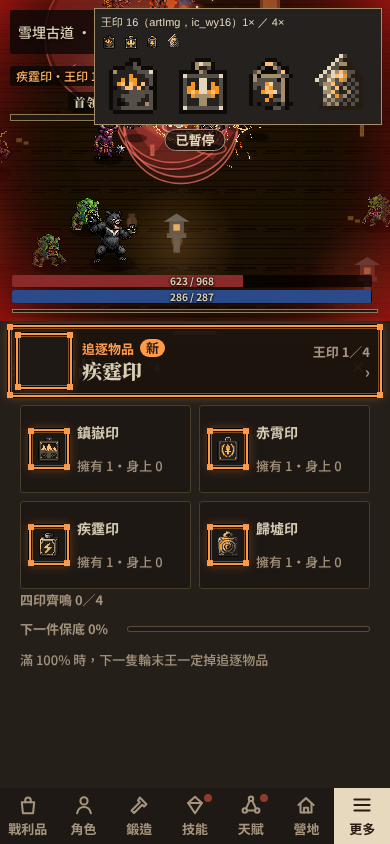 雪埋古道・
王印 16（artImg，ic_wy16）1× ／ 4×
疾霆印・王印 1
首領
已暫停
623 / 968
286 / 287
追逐物品 新
王印 1／4
疾霆印
›
鎮嶽印
擁有 1・身上 0
赤霄印
擁有 1・身上 0
疾霆印
擁有 1・身上 0
歸墟印
擁有 1・身上 0
四印齊鳴 0／4
下一件保底 0%
滿 100% 時，下一隻輪末王一定掉追逐物品
戰利品
角色
鍛造
技能
天賦
營地
更多